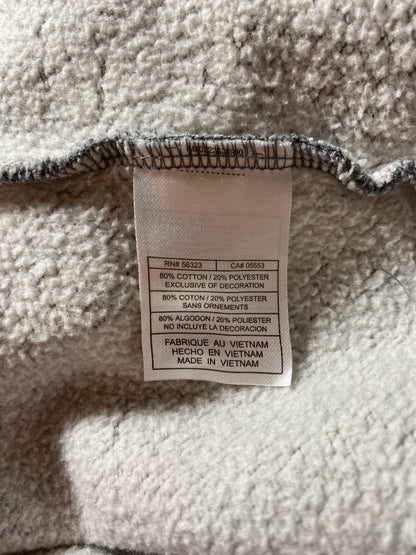 RN# 56323 CA# 05553
80% COTTON / 20% POLYESTER
EXCLUSIVE OF DECORATION
80% COTON / 20% POLYESTER
SANS ORNEMENTS
80% ALGODON / 20% POLIESTER
NO INCLUYE LA DECORACION
FABRIQUE AU VIETNAM
HECHO EN VIETNAM
MADE IN VIETNAM